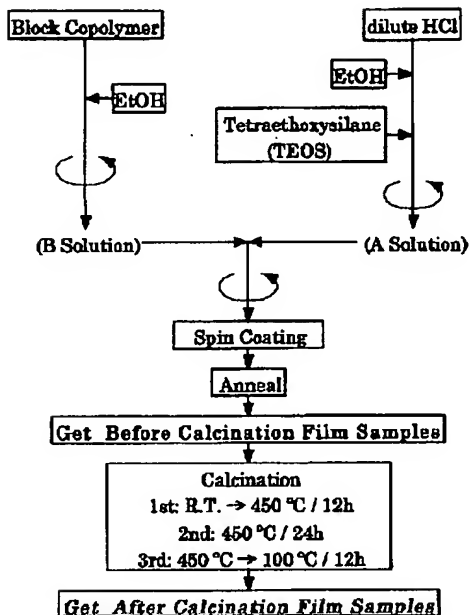 Block Copolymer
dilute HCl
EtOH
EtOH
Tetraethoxysilane
(TEOS)
(B Solution)
(A Solution)
Spin Coating
Anneal
Get Before Calcination Film Samples
Calcination
1st: R.T. → 450 °C / 12h
2nd: 450 °C / 24h
3rd: 450 °C → 100 °C / 12h
Get After Calcination Film Samples